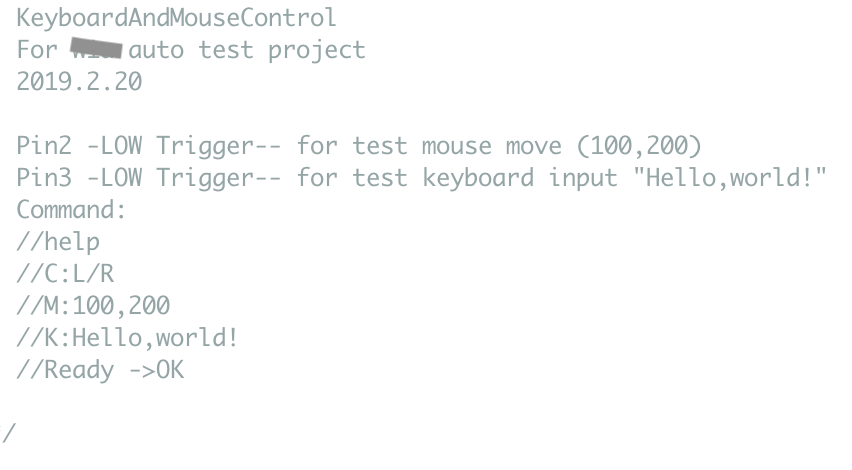 KeyboardAndMouseControl
For auto test project
2019.2.20
Pin2 -LOW Trigger-- for test mouse move (100,200)
Pin3 -LOW Trigger-- for test keyboard input "Hello,world!"
Command:
//help
//C:L/R
//M:100,200
//K:Hello,world!
//Ready ->OK
/